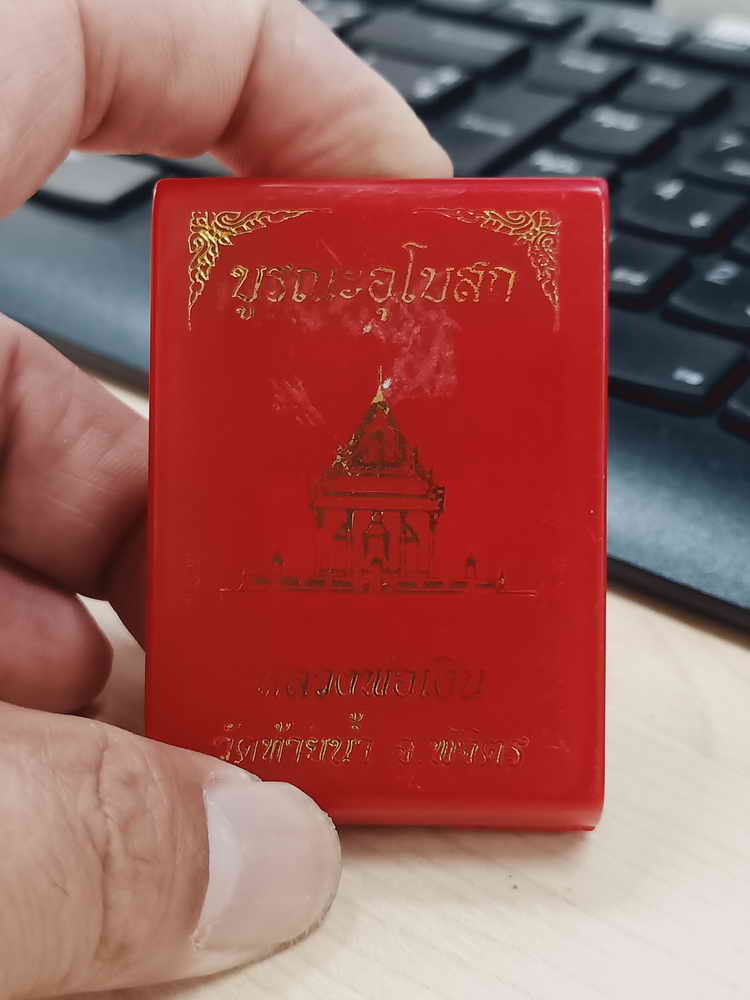 บูรณะอุโบสถ
หลวงพ่อเงิน
วัดท้ายน้ำ จ.พิจิตร